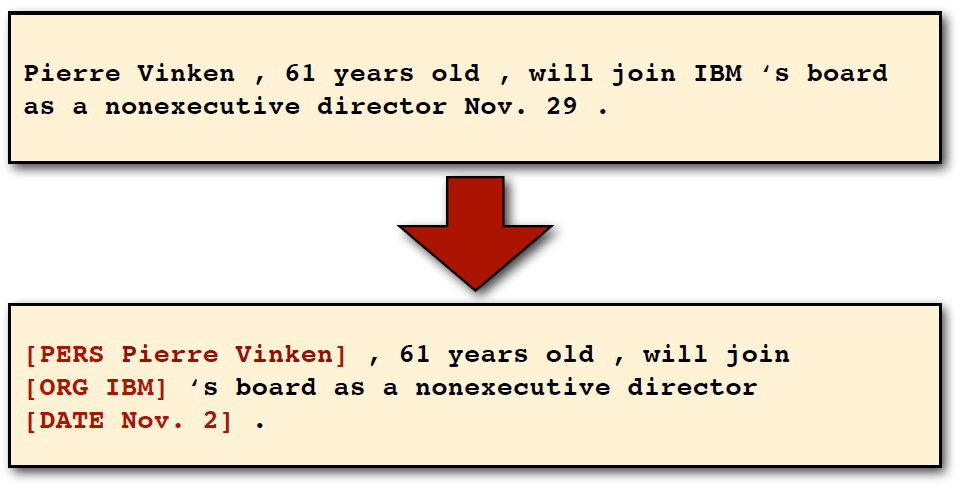 Pierre Vinken , 61 years old , will join IBM ‘s board
as a nonexecutive director Nov. 29 .
[PERS Pierre Vinken] , 61 years old , will join
[ORG IBM] ‘s board as a nonexecutive director
[DATE Nov. 2] .